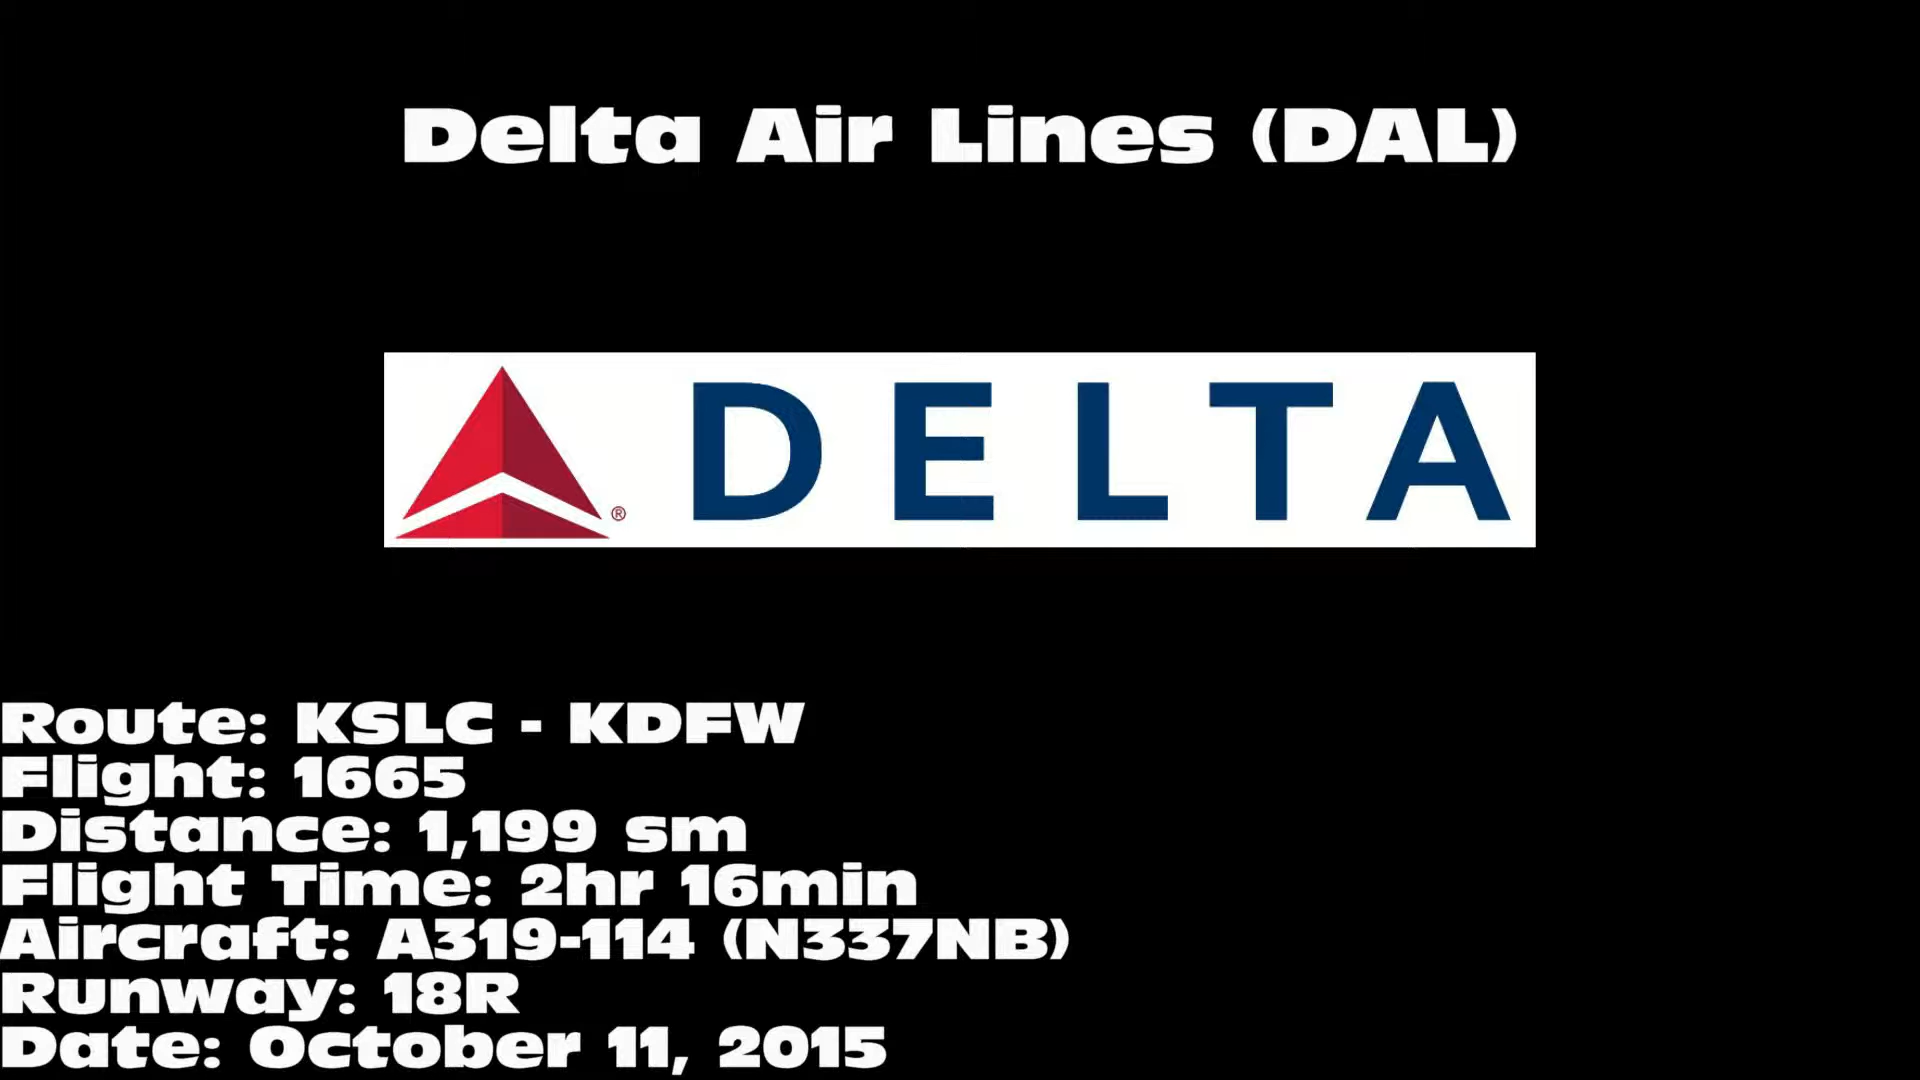 Delta Air Lines (DAL)
® DELTA
Route: KSLC - KDFW
Flight: 1665
Distance: 1,199 sm
Flight Time: 2hr 16min
Aircraft: A319-114 (N337NB)
Runway: 18R
Date: October 11, 2015